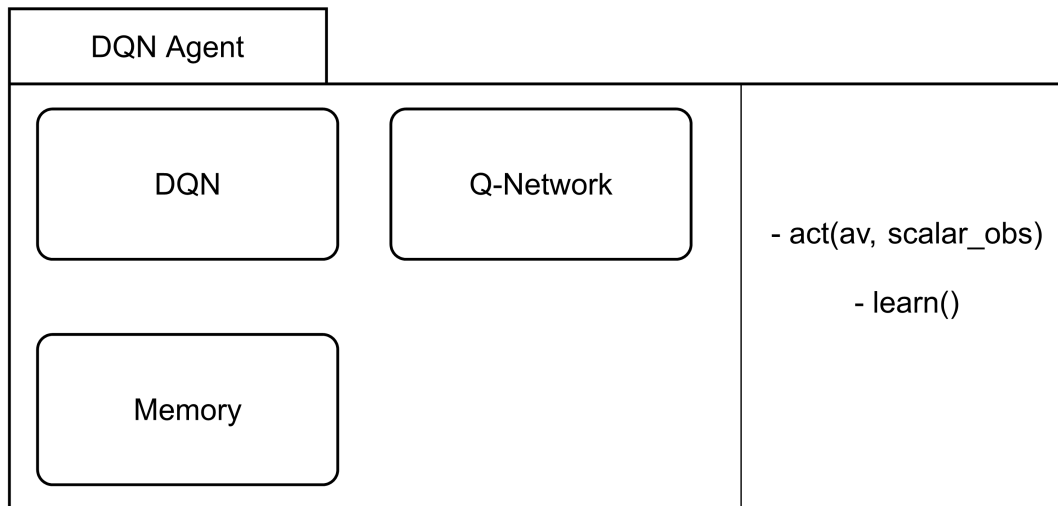 DQN Agent
DQN
Q-Network
Memory
- act(av, scalar_obs)
- learn()